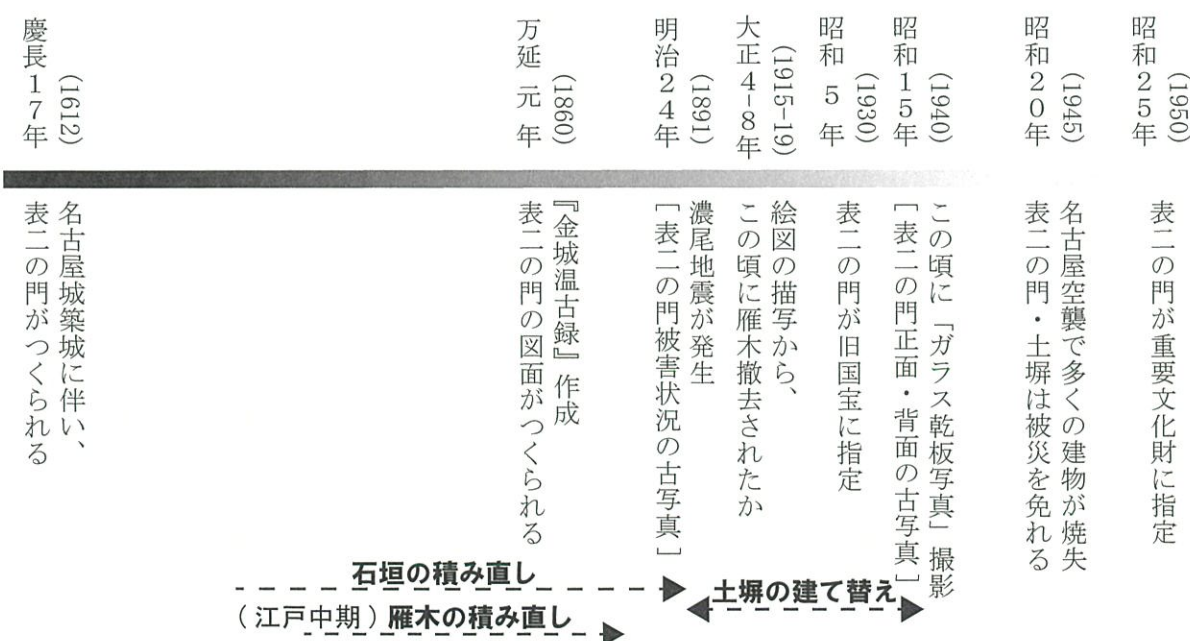 慶長17年
(1612)
名古屋城築城に伴い、
表二の門がつくられる
万延元年
(1860)
『金城温古録』作成
表二の門の図面がつくられる
明治24年
(1891)
濃尾地震が発生
[表二の門被害状況の古写真]
大正4-8年
(1915-19)
絵図の描写から、
この頃に雁木撤去されたか
昭和5年
(1930)
表二の門が旧国宝に指定
昭和15年
(1940)
この頃に「ガラス乾板写真」撮影
[表二の門正面・背面の古写真]
昭和20年
(1945)
名古屋空襲で多くの建物が焼失
表二の門・土塀は被災を免れる
昭和25年
(1950)
表二の門が重要文化財に指定
石垣の積み直し
土塀の建て替え
(江戸中期)雁木の積み直し